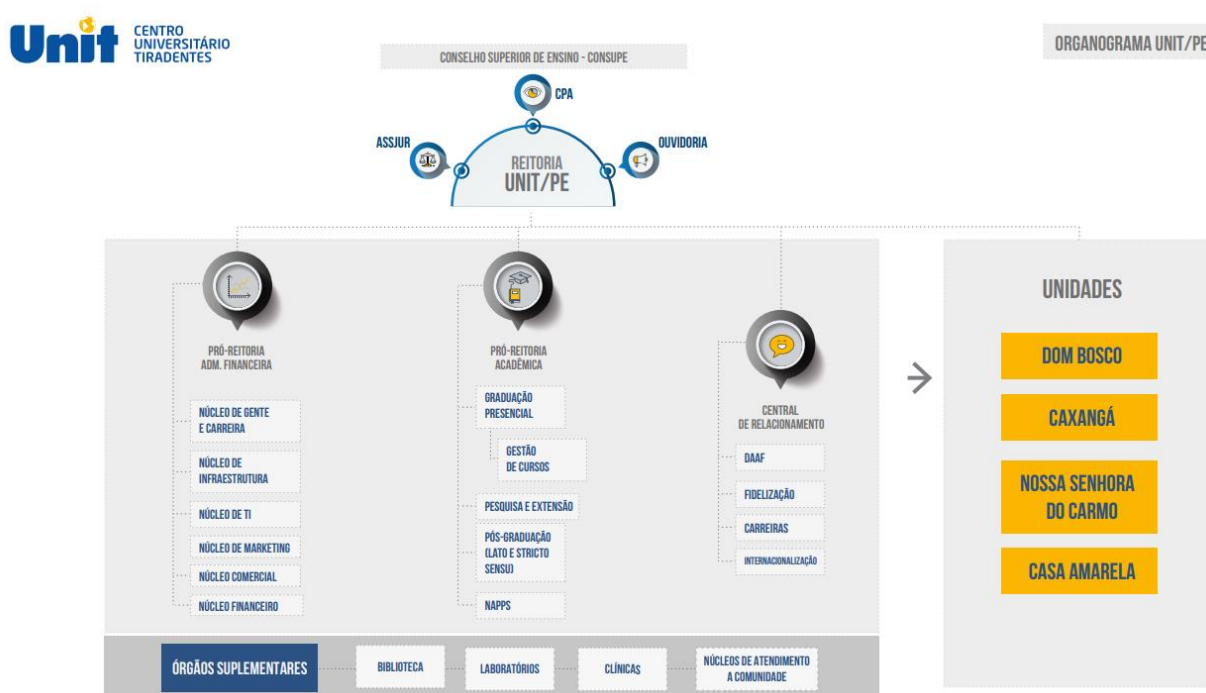 Unit
CENTRO
UNIVERSITÁRIO
TIRADENTES
ORGANOGRAMA UNIT/PE
CONSELHO SUPERIOR DE ENSINO - CONSUPE
CPA
ASSJUR
OUVIDORIA
REITORIA
UNIT/PE
PRÓ-REITORIA
ADM. FINANCEIRA
NÚCLEO DE GENTE
E CARREIRA
NÚCLEO DE
INFRAESTRUTURA
NÚCLEO DE TI
NÚCLEO DE MARKETING
NÚCLEO COMERCIAL
NÚCLEO FINANCEIRO
PRÓ-REITORIA
ACADÊMICA
GRADUAÇÃO
PRESENCIAL
GESTÃO
DE CURSOS
PESQUISA E EXTENSÃO
PÓS-GRADUAÇÃO
(LATO E STRICTO
SENSU)
NAPPS
CENTRAL
DE RELACIONAMENTO
DAAF
FIDELIZAÇÃO
CARREIRAS
INTERNACIONALIZAÇÃO
UNIDADES
DOM BOSCO
CAXANGÁ
NOSSA SENHORA
DO CARMO
CASA AMARELA
ÓRGÃOS SUPLEMENTARES
BIBLIOTECA
LABORATÓRIOS
CLÍNICAS
NÚCLEOS DE ATENDIMENTO
A COMUNIDADE